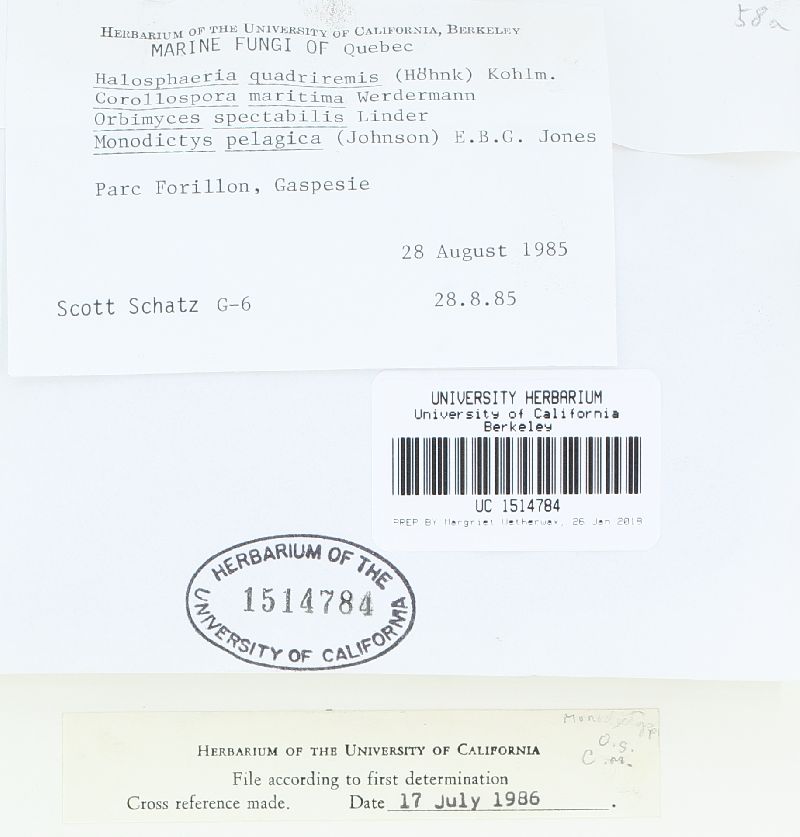 58a
HERBARIUM OF THE UNIVERSITY OF CALIFORNIA, BERKELEY
MARINE FUNGI OF Quebec
Halosphaeria quadriremis (Höhnk) Kohlm.
Corollospora maritima Werdermann
Orbimyces spectabilis Linder
Monodictys pelagica (Johnson) E.B.G. Jones
Parc Forillon, Gaspesie
28 August 1985
Scott Schatz G-6 28.8.85
UNIVERSITY HERBARIUM
University of California
Berkeley
UC 1514784
PREP BY Margriet Wetherwax, 26 Jan 2018
HERBARIUM OF THE
1514784
UNIVERSITY OF CALIFORNIA
Monodictys p
O.s.
C.m.
HERBARIUM OF THE UNIVERSITY OF CALIFORNIA
File according to first determination
Cross reference made. Date 17 July 1986.